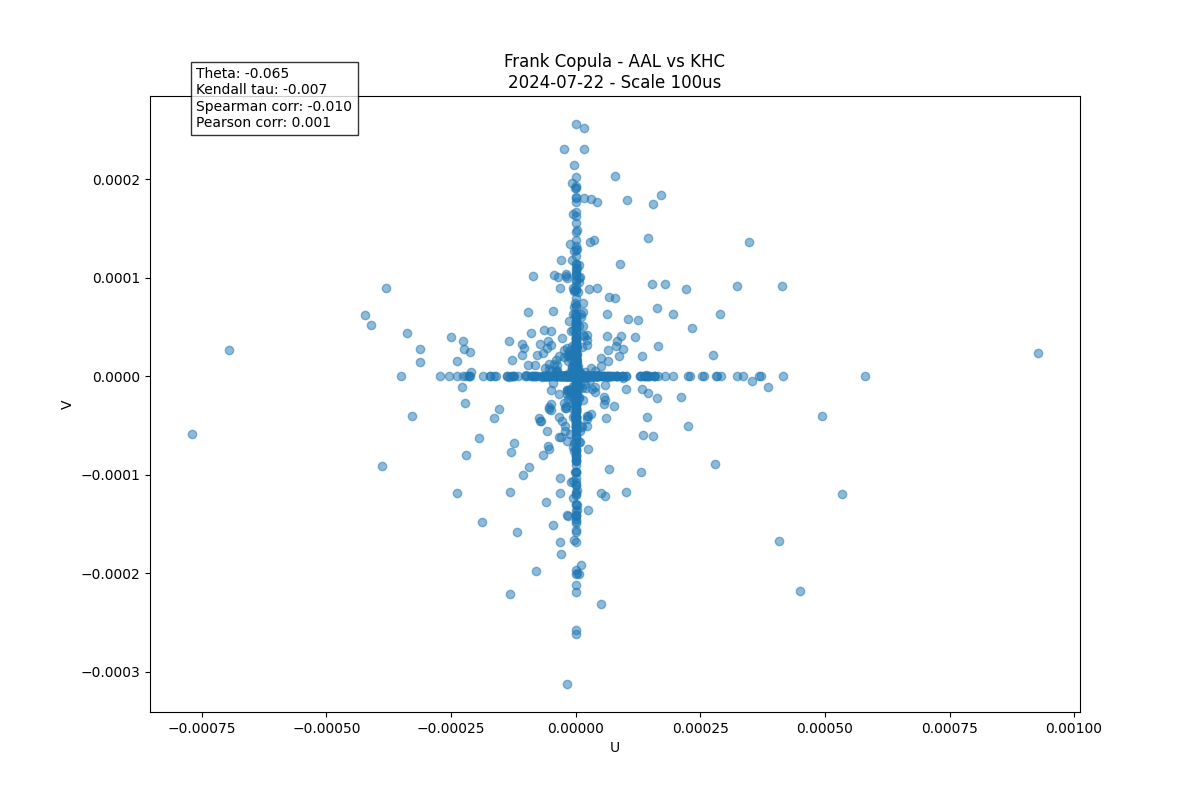 Frank Copula - AAL vs KHC
2024-07-22 - Scale 100us
Theta: -0.065
Kendall tau: -0.007
Spearman corr: -0.010
Pearson corr: 0.001
0.0002
0.0001
0.0000
−0.0001
−0.0002
−0.0003
V
−0.00075
−0.00050
−0.00025
0.00000
0.00025
0.00050
0.00075
0.00100
U